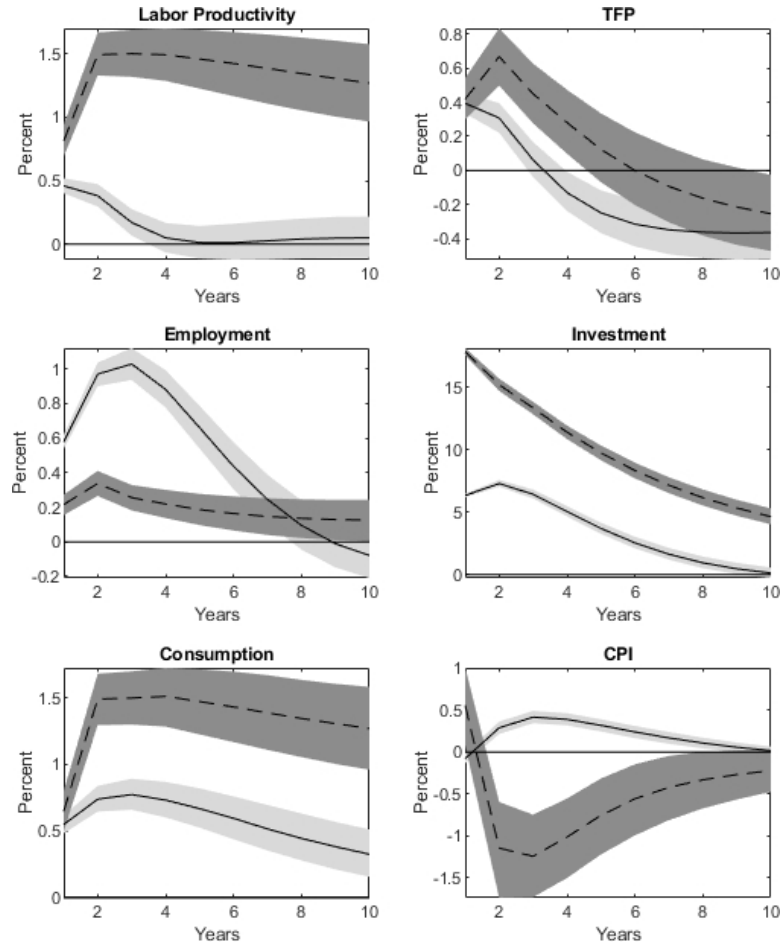 Labor Productivity
1.5
1
0.5
0
Percent
2 4 6 8 10
Years
TFP
0.8
0.6
0.4
0.2
0
-0.2
-0.4
Percent
2 4 6 8 10
Years
Employment
1
0.8
0.6
0.4
0.2
0
-0.2
Percent
2 4 6 8 10
Years
Investment
15
10
5
0
Percent
2 4 6 8 10
Years
Consumption
1.5
1
0.5
0
Percent
2 4 6 8 10
Years
CPI
1
0.5
0
-0.5
-1
-1.5
Percent
2 4 6 8 10
Years